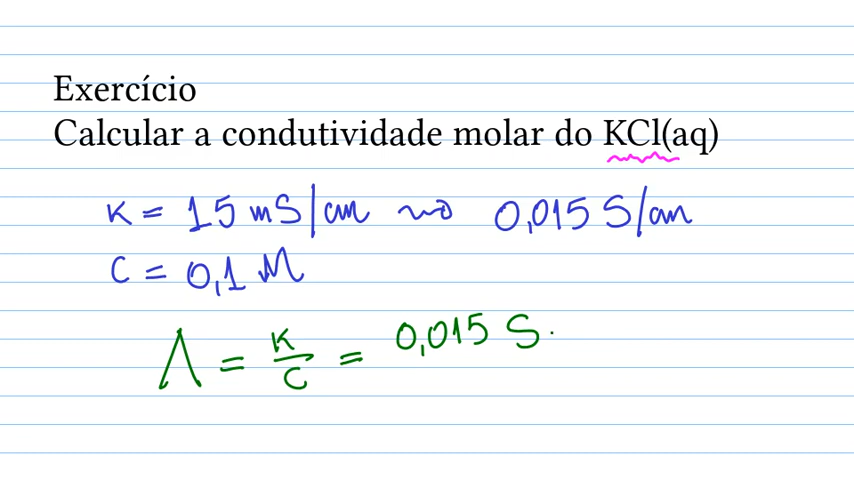 Exercício
Calcular a condutividade molar do KCl(aq)
κ = 15 mS/cm ⇝ 0,015 S/cm
C = 0,1 M
Λ = κ/C = 0,015 S·